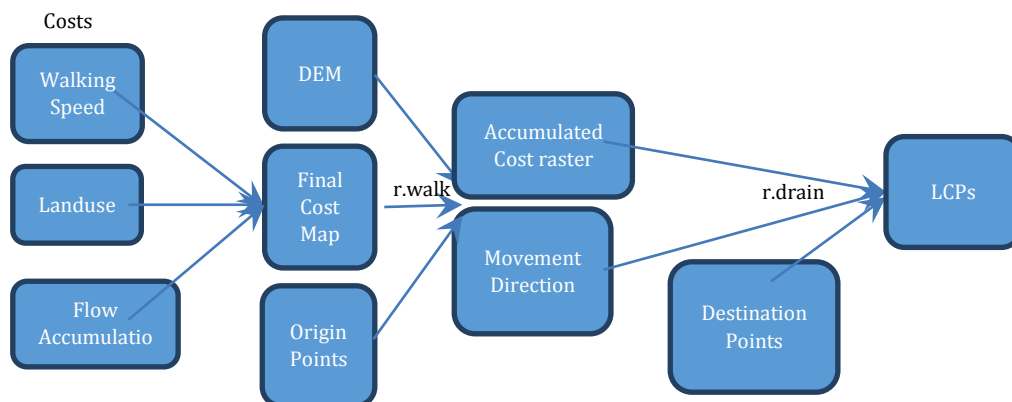 Costs
Walking
Speed
Landuse
Flow
Accumulatio
DEM
Final
Cost
Map
Origin
Points
r.walk
Accumulated
Cost raster
Movement
Direction
r.drain
Destination
Points
LCPs